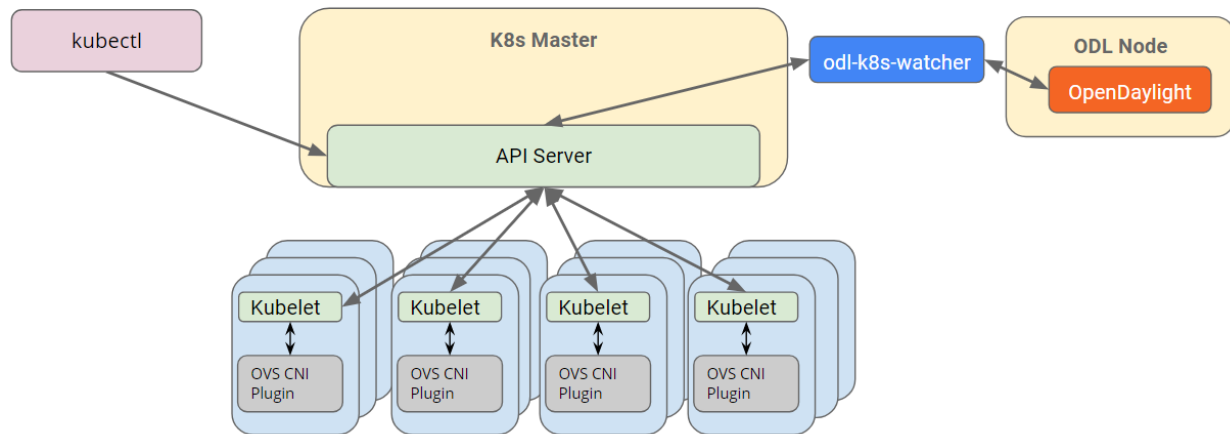 kubectl
K8s Master
ODL Node
odl-k8s-watcher
OpenDaylight
API Server
Kubelet
Kubelet
Kubelet
Kubelet
OVS CNI
Plugin
OVS CNI
Plugin
OVS CNI
Plugin
OVS CNI
Plugin